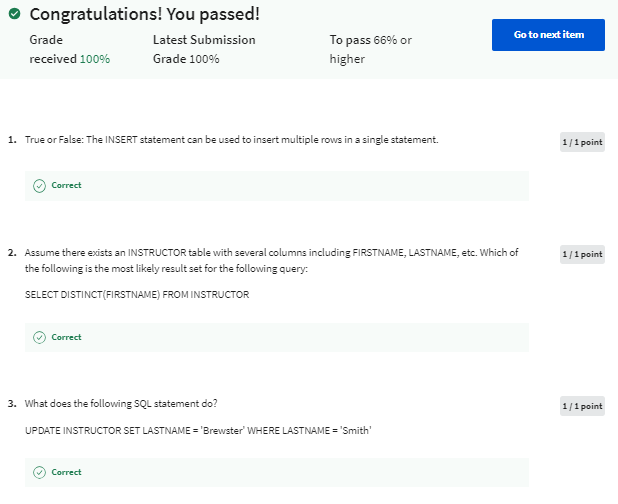 Congratulations! You passed!
Grade received 100%
Latest Submission Grade 100%
To pass 66% or higher
Go to next item
1. True or False: The INSERT statement can be used to insert multiple rows in a single statement.
1 / 1 point
Correct
2. Assume there exists an INSTRUCTOR table with several columns including FIRSTNAME, LASTNAME, etc. Which of
the following is the most likely result set for the following query:
1 / 1 point
SELECT DISTINCT(FIRSTNAME) FROM INSTRUCTOR
Correct
3. What does the following SQL statement do?
1 / 1 point
UPDATE INSTRUCTOR SET LASTNAME = 'Brewster' WHERE LASTNAME = 'Smith'
Correct